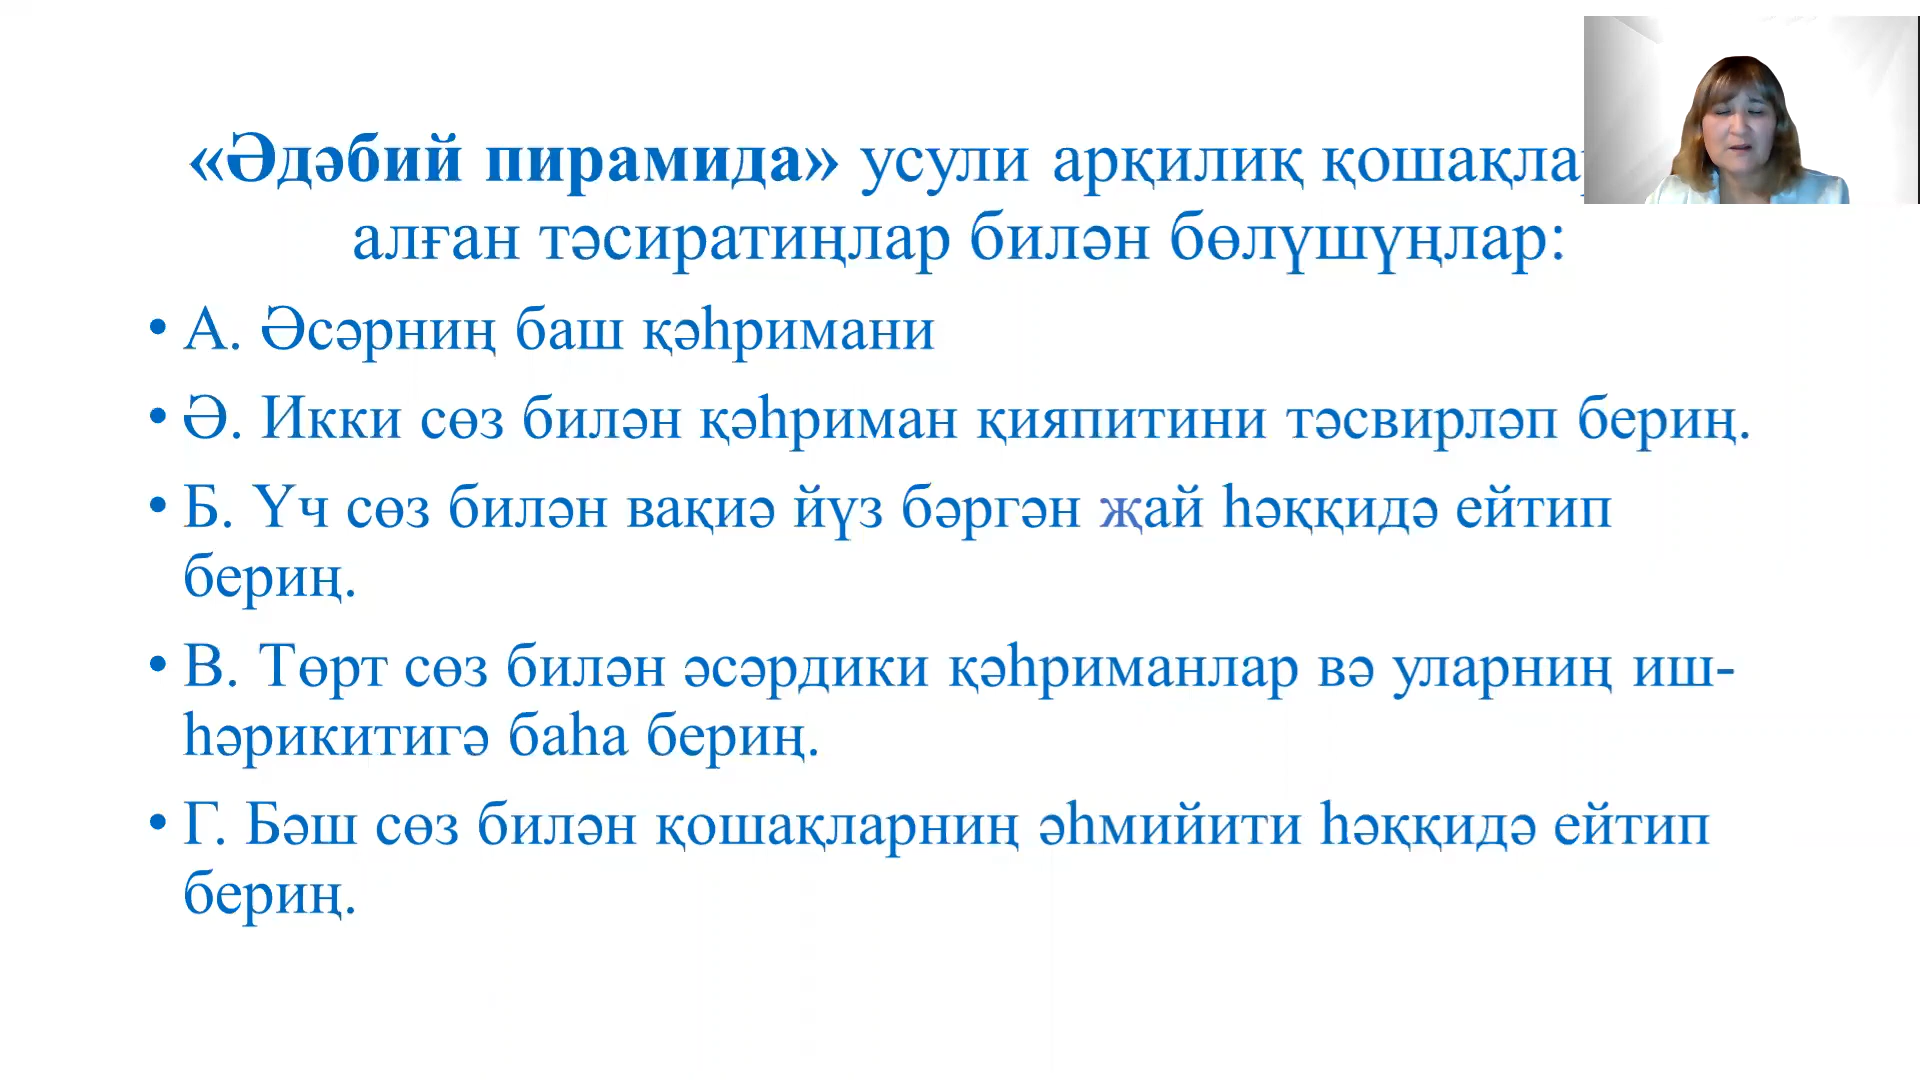 «Әдәбий пирамида» усули арқилиқ
алған тәсиратиңлар билән бөлүшүңлар:
• А. Әсәрниң баш қәһримани
• Ә. Икки сөз билән қәһриман қияпитини тәсвирләп бериң.
• Б. Үч сөз билән вақиә йүз бәргән җай һәққидә ейтип
бериң.
• В. Төрт сөз билән әсәрдики қәһриманлар вә уларниң иш-
һәрикитигә баһа бериң.
• Г. Бәш сөз билән қошақларниң әһмийити һәққидә ейтип
бериң.